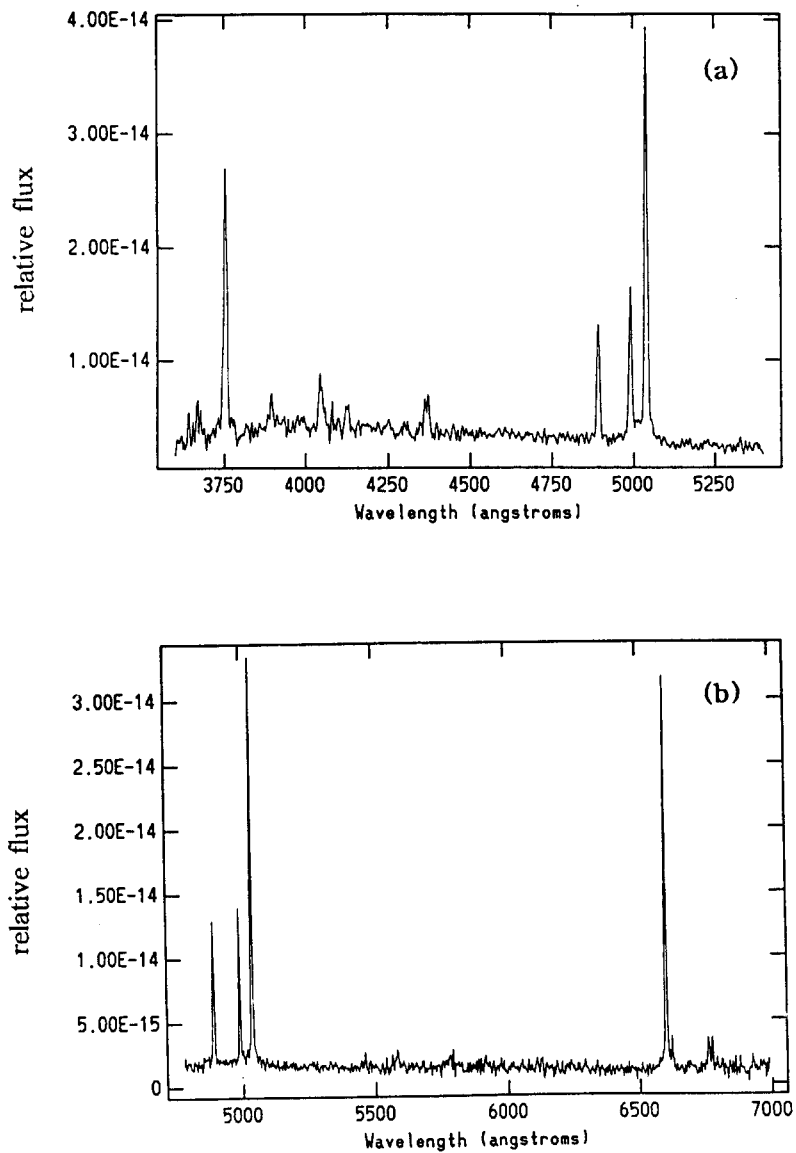 4.00E-14
(a)
3.00E-14
relative flux
2.00E-14
1.00E-14
3750 4000 4250 4500 4750 5000 5250
Wavelength (angstroms)
(b)
3.00E-14
2.50E-14
relative flux
2.00E-14
1.50E-14
1.00E-14
5.00E-15
0
5000 5500 6000 6500 7000
Wavelength (angstroms)